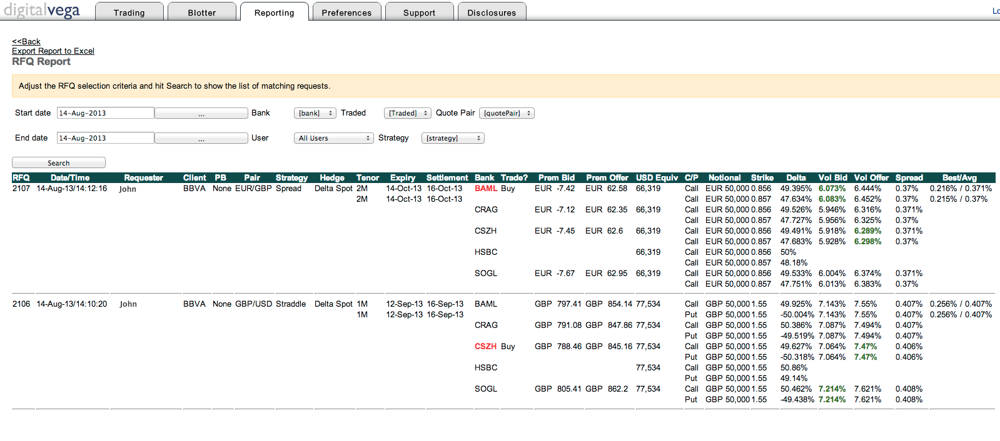 digitalvega Trading Blotter Reporting Preferences Support Disclosures Lo
<<Back
Export Report to Excel
RFQ Report
Adjust the RFQ selection criteria and hit Search to show the list of matching requests.
Start date 14-Aug-2013 ... Bank [bank] Traded [Traded] Quote Pair [quotePair]
End date 14-Aug-2013 ... User All Users Strategy [strategy]
Search
RFQ Date/Time Requester Client PB Pair Strategy Hedge Tenor Expiry Settlement Bank Trade? Prem Bid Prem Offer USD Equiv C/P Notional Strike Delta Vol Bid Vol Offer Spread Best/Avg
2107 14-Aug-13/14:12:16 John BBVA None EUR/GBP Spread Delta Spot 2M 14-Oct-13 16-Oct-13 BAML Buy EUR -7.42 EUR 62.58 66,319 Call EUR 50,000 0.856 49.395% 6.073% 6.444% 0.37% 0.216% / 0.371%
2M 14-Oct-13 16-Oct-13 Call EUR 50,000 0.857 47.634% 6.083% 6.452% 0.37% 0.215% / 0.37%
CRAG EUR -7.12 EUR 62.35 66,319 Call EUR 50,000 0.856 49.526% 5.946% 6.316% 0.371%
Call EUR 50,000 0.857 47.727% 5.956% 6.325% 0.37%
CSZH EUR -7.45 EUR 62.6 66,319 Call EUR 50,000 0.856 49.491% 5.918% 6.289% 0.371%
Call EUR 50,000 0.857 47.683% 5.928% 6.298% 0.37%
HSBC 66,319 Call EUR 50,000 0.856 50%
Call EUR 50,000 0.857 48.18%
SOGL EUR -7.67 EUR 62.95 66,319 Call EUR 50,000 0.856 49.533% 6.004% 6.374% 0.371%
Call EUR 50,000 0.857 47.751% 6.013% 6.383% 0.37%
2106 14-Aug-13/14:10:20 John BBVA None GBP/USD Straddle Delta Spot 1M 12-Sep-13 16-Sep-13 BAML GBP 797.41 GBP 854.14 77,534 Call GBP 50,000 1.55 49.925% 7.143% 7.55% 0.407% 0.256% / 0.407%
1M 12-Sep-13 16-Sep-13 Put GBP 50,000 1.55 -50.004% 7.143% 7.55% 0.407% 0.256% / 0.407%
CRAG GBP 791.08 GBP 847.86 77,534 Call GBP 50,000 1.55 50.386% 7.087% 7.494% 0.407%
Put GBP 50,000 1.55 -49.519% 7.087% 7.494% 0.407%
CSZH Buy GBP 788.46 GBP 845.16 77,534 Call GBP 50,000 1.55 49.627% 7.064% 7.47% 0.406%
Put GBP 50,000 1.55 -50.318% 7.064% 7.47% 0.406%
HSBC 77,534 Call GBP 50,000 1.55 50.86%
Put GBP 50,000 1.55 49.14%
SOGL GBP 805.41 GBP 862.2 77,534 Call GBP 50,000 1.55 50.462% 7.214% 7.621% 0.408%
Put GBP 50,000 1.55 -49.438% 7.214% 7.621% 0.408%